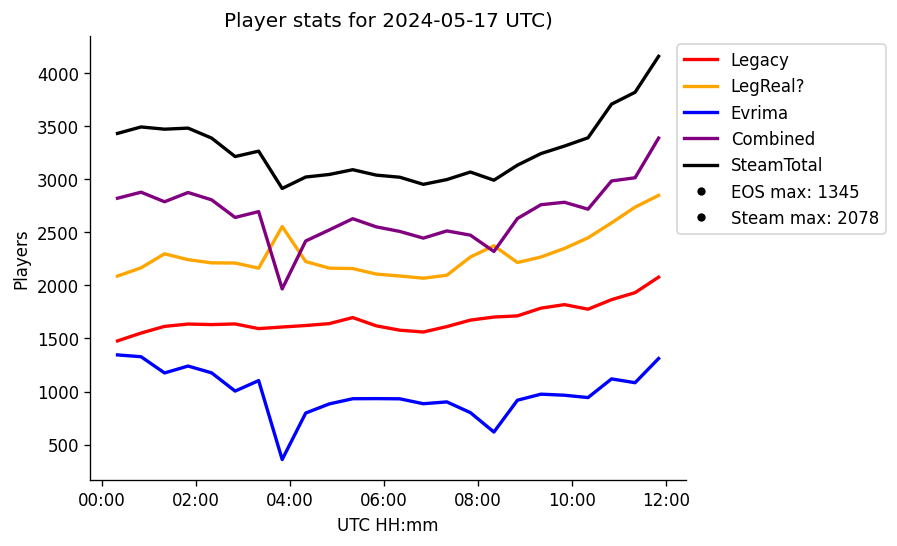 Player stats for 2024-05-17 UTC)
Legacy
LegReal?
Evrima
Combined
SteamTotal
EOS max: 1345
Steam max: 2078
Players
4000
3500
3000
2500
2000
1500
1000
500
00:00 02:00 04:00 06:00 08:00 10:00 12:00
UTC HH:mm